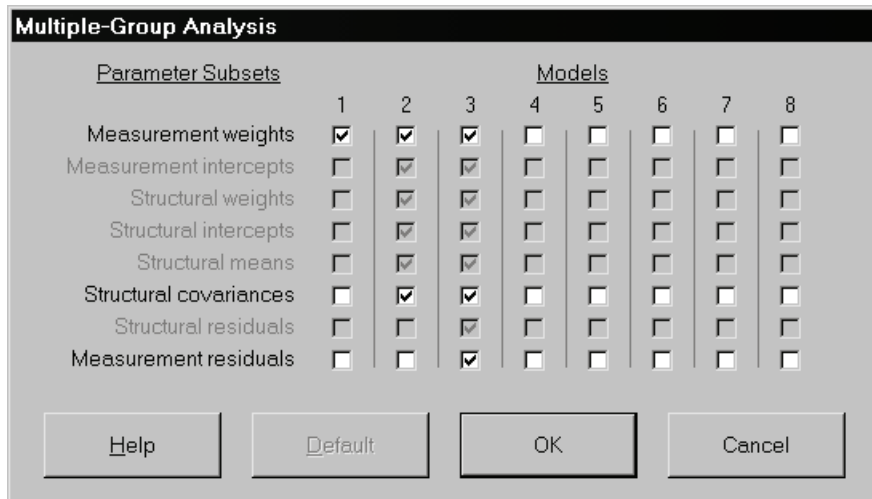 Multiple-Group Analysis
Parameter Subsets Models
1 2 3 4 5 6 7 8
Measurement weights
Measurement intercepts
Structural weights
Structural intercepts
Structural means
Structural covariances
Structural residuals
Measurement residuals
Help Default OK Cancel